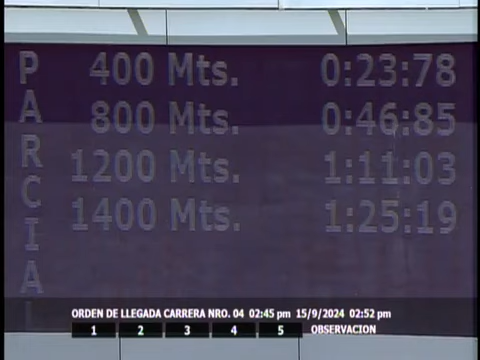 P 400 Mts. 0:23:78
A 800 Mts. 0:46:85
R 1200 Mts. 1:11:03
C 1400 Mts. 1:25:19
I
A
L
ORDEN DE LLEGADA CARRERA NRO. 04 02:45 pm 15/9/2024 02:52 pm
1 2 3 4 5 OBSERVACION